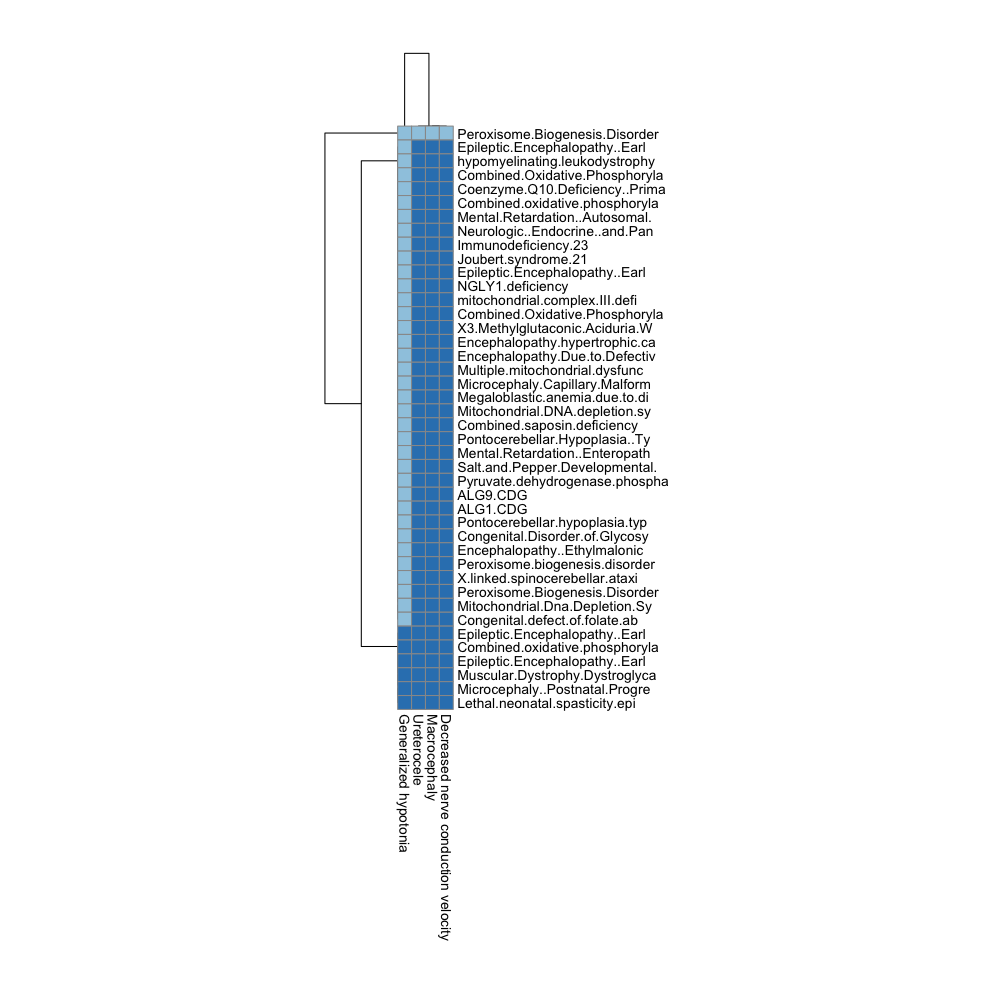 Peroxisome.Biogenesis.Disorder
Epileptic.Encephalopathy..Earl
hypomyelinating.leukodystrophy
Combined.Oxidative.Phosphoryla
Coenzyme.Q10.Deficiency..Prima
Combined.oxidative.phosphoryla
Mental.Retardation..Autosomal.
Neurologic..Endocrine..and.Pan
Immunodeficiency.23
Joubert.syndrome.21
Epileptic.Encephalopathy..Earl
NGLY1.deficiency
mitochondrial.complex.III.defi
Combined.Oxidative.Phosphoryla
X3.Methylglutaconic.Aciduria.W
Encephalopathy.hypertrophic.ca
Encephalopathy.Due.to.Defectiv
Multiple.mitochondrial.dysfunc
Microcephaly.Capillary.Malform
Megaloblastic.anemia.due.to.di
Mitochondrial.DNA.depletion.sy
Combined.saposin.deficiency
Pontocerebellar.Hypoplasia..Ty
Mental.Retardation..Enteropath
Salt.and.Pepper.Developmental.
Pyruvate.dehydrogenase.phospha
ALG9.CDG
ALG1.CDG
Pontocerebellar.hypoplasia.typ
Congenital.Disorder.of.Glycosy
Encephalopathy..Ethylmalonic
Peroxisome.biogenesis.disorder
X.linked.spinocerebellar.ataxi
Peroxisome.Biogenesis.Disorder
Mitochondrial.Dna.Depletion.Sy
Congenital.defect.of.folate.ab
Epileptic.Encephalopathy..Earl
Combined.oxidative.phosphoryla
Epileptic.Encephalopathy..Earl
Muscular.Dystrophy.Dystroglyca
Microcephaly..Postnatal.Progre
Lethal.neonatal.spasticity.epi
Generalized hypotonia
Ureterocele
Macrocephaly
Decreased nerve conduction velocity